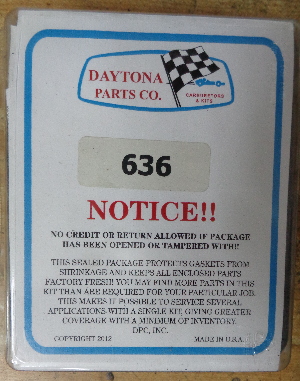 DAYTONA
PARTS CO.
CARBURETORS
& KITS
636
NOTICE!!
NO CREDIT OR RETURN ALLOWED IF PACKAGE
HAS BEEN OPENED OR TAMPERED WITH!!
THIS SEALED PACKAGE PROTECTS GASKETS FROM
SHRINKAGE AND KEEPS ALL ENCLOSED PARTS
FACTORY FRESH! YOU MAY FIND MORE PARTS IN THIS
KIT THAN ARE REQUIRED FOR YOUR PARTICULAR JOB.
THIS MAKES IT POSSIBLE TO SERVICE SEVERAL
APPLICATIONS WITH A SINGLE KIT, GIVING GREATER
COVERAGE WITH A MINIMUM OF INVENTORY.
DPC, INC.
COPYRIGHT 2012 MADE IN U.S.A.